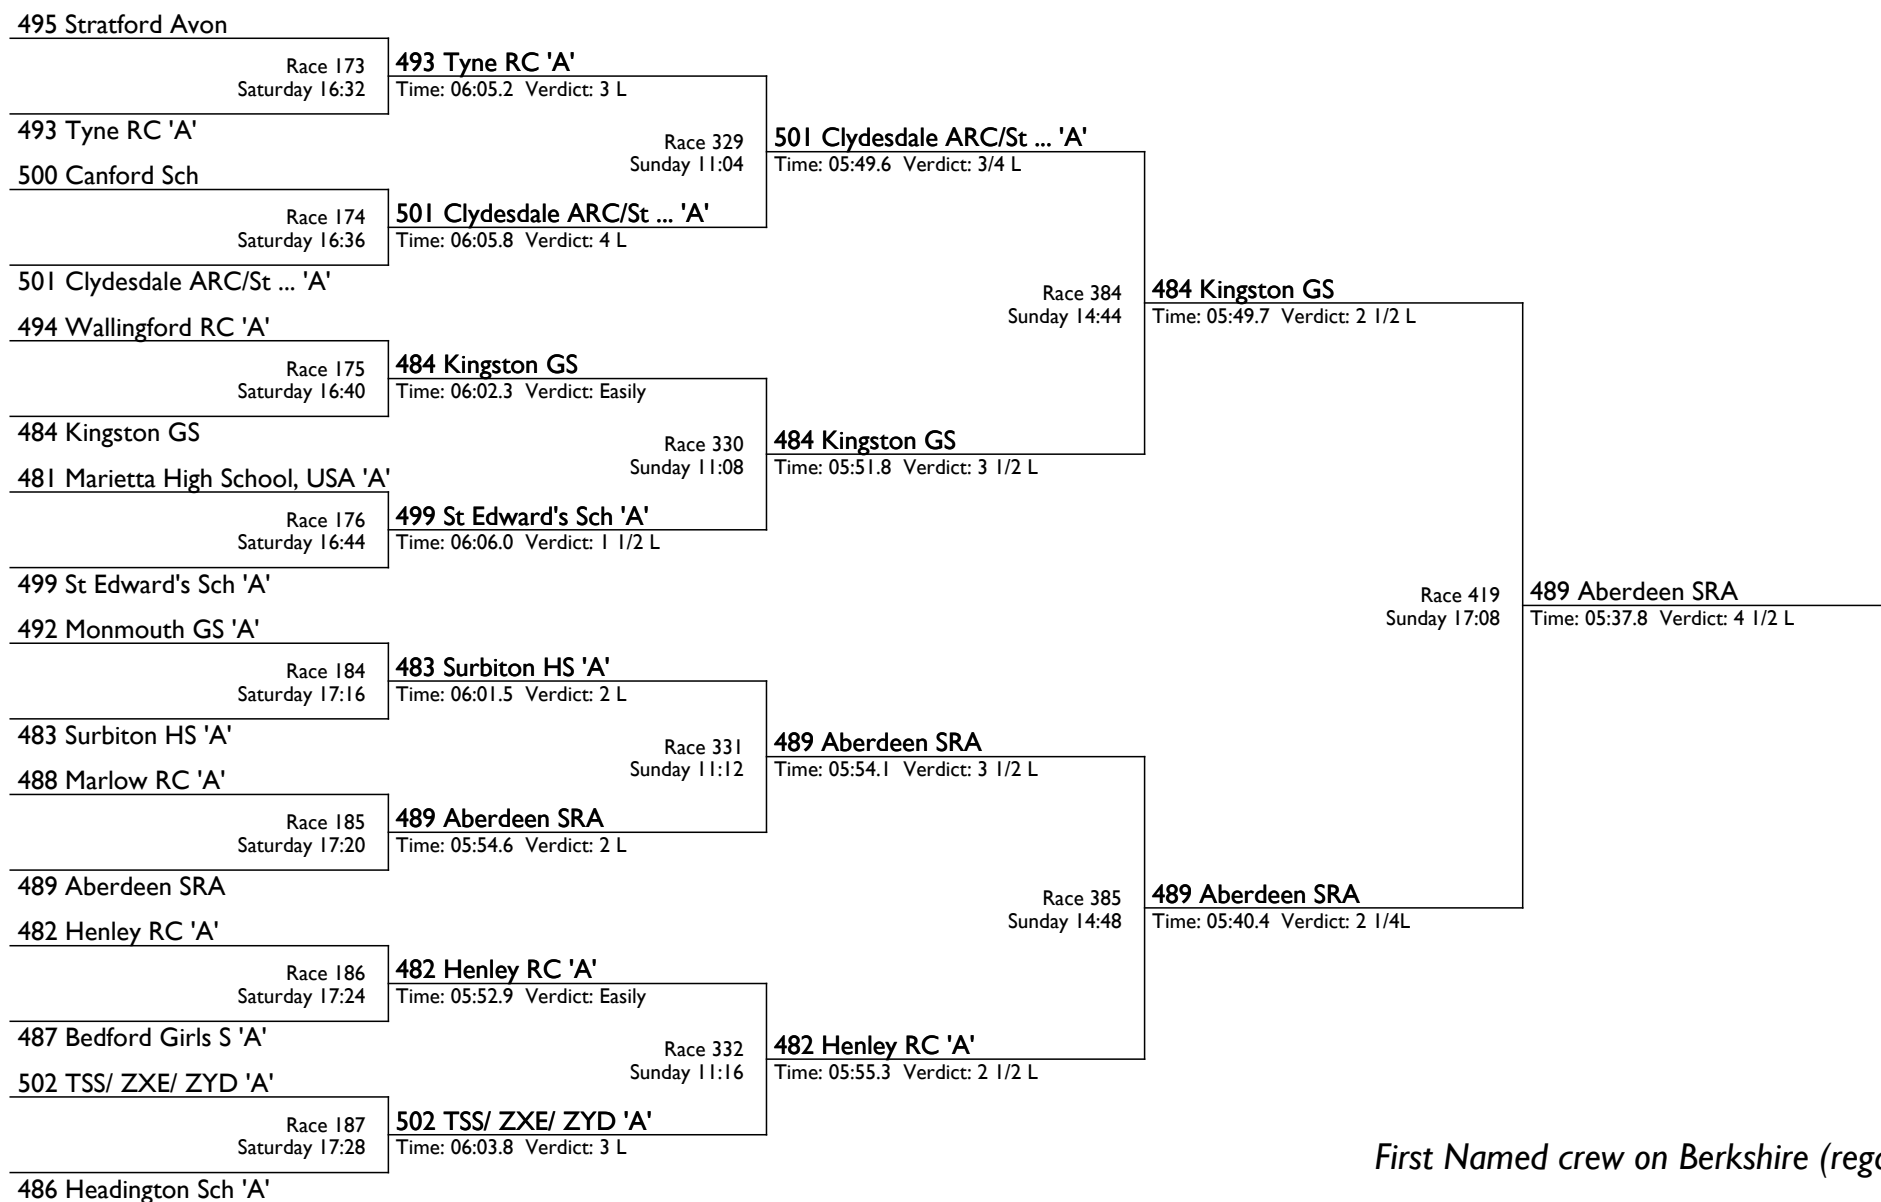 495 Stratford Avon
Race 173
Saturday 16:32
493 Tyne RC 'A'
500 Canford Sch
Race 174
Saturday 16:36
501 Clydesdale ARC/St ... 'A'
494 Wallingford RC 'A'
Race 175
Saturday 16:40
484 Kingston GS
481 Marietta High School, USA 'A'
Race 176
Saturday 16:44
499 St Edward's Sch 'A'
492 Monmouth GS 'A'
Race 184
Saturday 17:16
483 Surbiton HS 'A'
488 Marlow RC 'A'
Race 185
Saturday 17:20
489 Aberdeen SRA
482 Henley RC 'A'
Race 186
Saturday 17:24
487 Bedford Girls S 'A'
502 TSS/ ZXE/ ZYD 'A'
Race 187
Saturday 17:28
486 Headington Sch 'A'
493 Tyne RC 'A'
Time: 06:05.2 Verdict: 3 L
Race 329
Sunday 11:04
501 Clydesdale ARC/St ... 'A'
Time: 06:05.8 Verdict: 4 L
484 Kingston GS
Time: 06:02.3 Verdict: Easily
Race 330
Sunday 11:08
499 St Edward's Sch 'A'
Time: 06:06.0 Verdict: 1 1/2 L
483 Surbiton HS 'A'
Time: 06:01.5 Verdict: 2 L
Race 331
Sunday 11:12
489 Aberdeen SRA
Time: 05:54.6 Verdict: 2 L
482 Henley RC 'A'
Time: 05:52.9 Verdict: Easily
Race 332
Sunday 11:16
502 TSS/ ZXE/ ZYD 'A'
Time: 06:03.8 Verdict: 3 L
501 Clydesdale ARC/St ... 'A'
Time: 05:49.6 Verdict: 3/4 L
Race 384
Sunday 14:44
484 Kingston GS
Time: 05:51.8 Verdict: 3 1/2 L
489 Aberdeen SRA
Time: 05:54.1 Verdict: 3 1/2 L
Race 385
Sunday 14:48
482 Henley RC 'A'
Time: 05:55.3 Verdict: 2 1/2 L
484 Kingston GS
Time: 05:49.7 Verdict: 2 1/2 L
Race 419
Sunday 17:08
489 Aberdeen SRA
Time: 05:40.4 Verdict: 2 1/4L
489 Aberdeen SRA
Time: 05:37.8 Verdict: 4 1/2 L
First Named crew on Berkshire